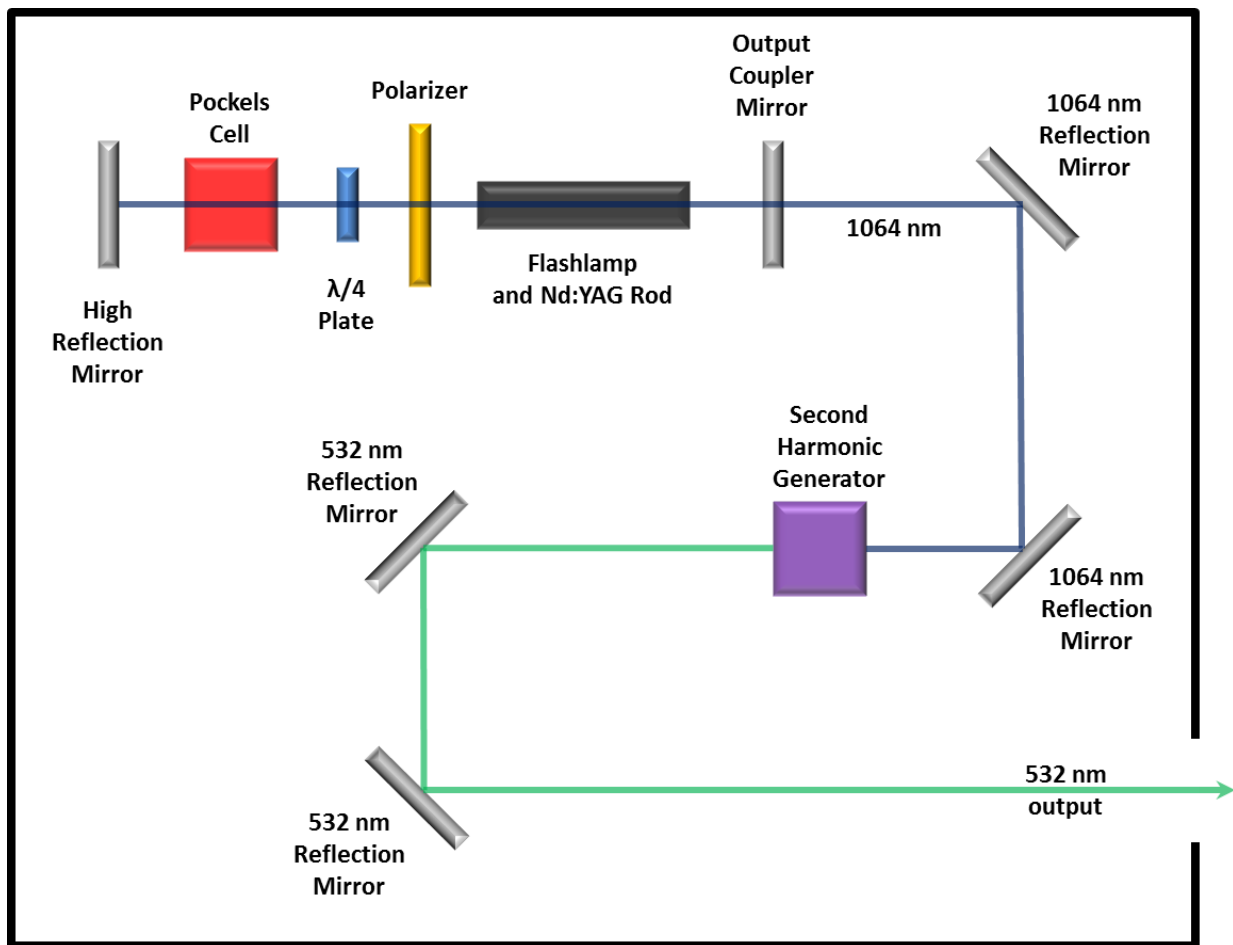 Pockels
Cell
Polarizer
Output
Coupler
Mirror
1064 nm
Reflection
Mirror
High
Reflection
Mirror
λ/4
Plate
Flashlamp
and Nd:YAG Rod
1064 nm
532 nm
Reflection
Mirror
Second
Harmonic
Generator
1064 nm
Reflection
Mirror
532 nm
Reflection
Mirror
532 nm
output